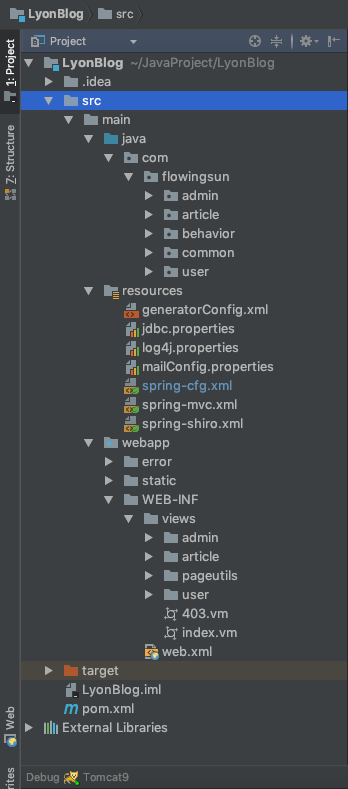 LyonBlog src
Project
LyonBlog ~/JavaProject/LyonBlog
.idea
src
main
java
com
flowingsun
admin
article
behavior
common
user
resources
generatorConfig.xml
jdbc.properties
log4j.properties
mailConfig.properties
spring-cfg.xml
spring-mvc.xml
spring-shiro.xml
webapp
error
static
WEB-INF
views
admin
article
pageutils
user
403.vm
index.vm
web.xml
target
LyonBlog.iml
pom.xml
External Libraries
Debug Tomcat9
1: Project
Z: Structure
Web
rites